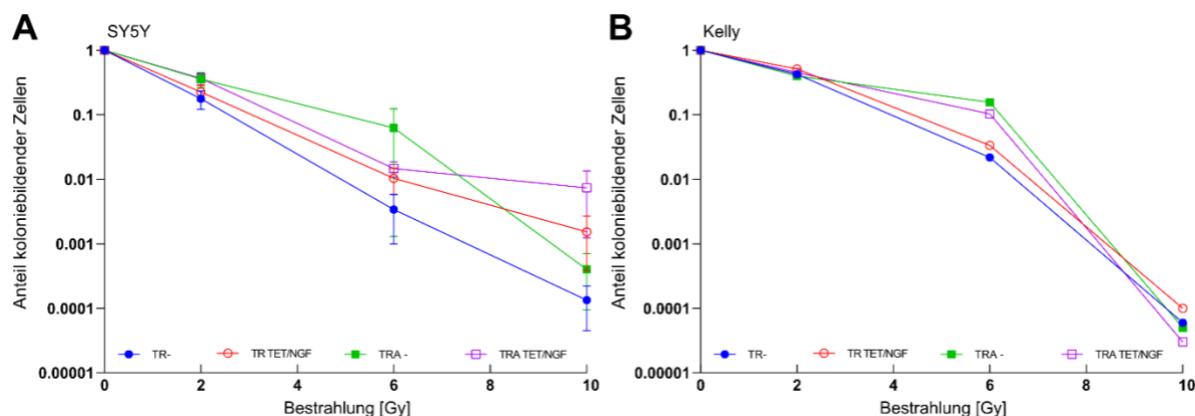 A
SY5Y
Anteil koloniebildender Zellen
1
0.1
0.01
0.001
0.0001
0.00001
TR-
TR TET/NGF
TRA -
TRA TET/NGF
0
2
4
6
8
10
Bestrahlung [Gy]
B
Kelly
Anteil koloniebildender Zellen
1
0.1
0.01
0.001
0.0001
0.00001
TR-
TR TET/NGF
TRA -
TRA TET/NGF
0
2
4
6
8
10
Bestrahlung [Gy]